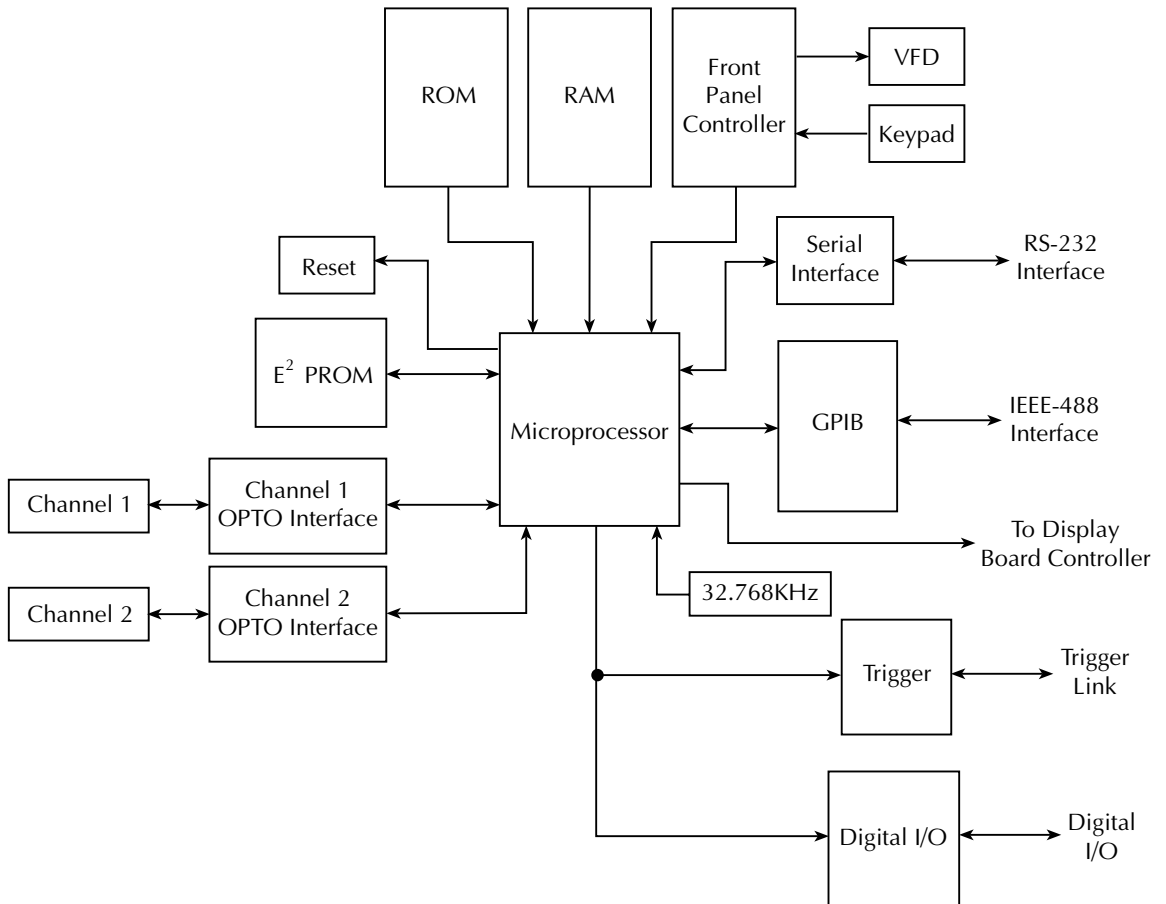 ROM
RAM
Front
Panel
Controller
VFD
Keypad
Reset
Serial
Interface
RS-232
Interface
E² PROM
Microprocessor
GPIB
IEEE-488
Interface
Channel 1
Channel 1
OPTO Interface
To Display
Board Controller
Channel 2
Channel 2
OPTO Interface
32.768KHz
Trigger
Trigger
Link
Digital I/O
Digital
I/O